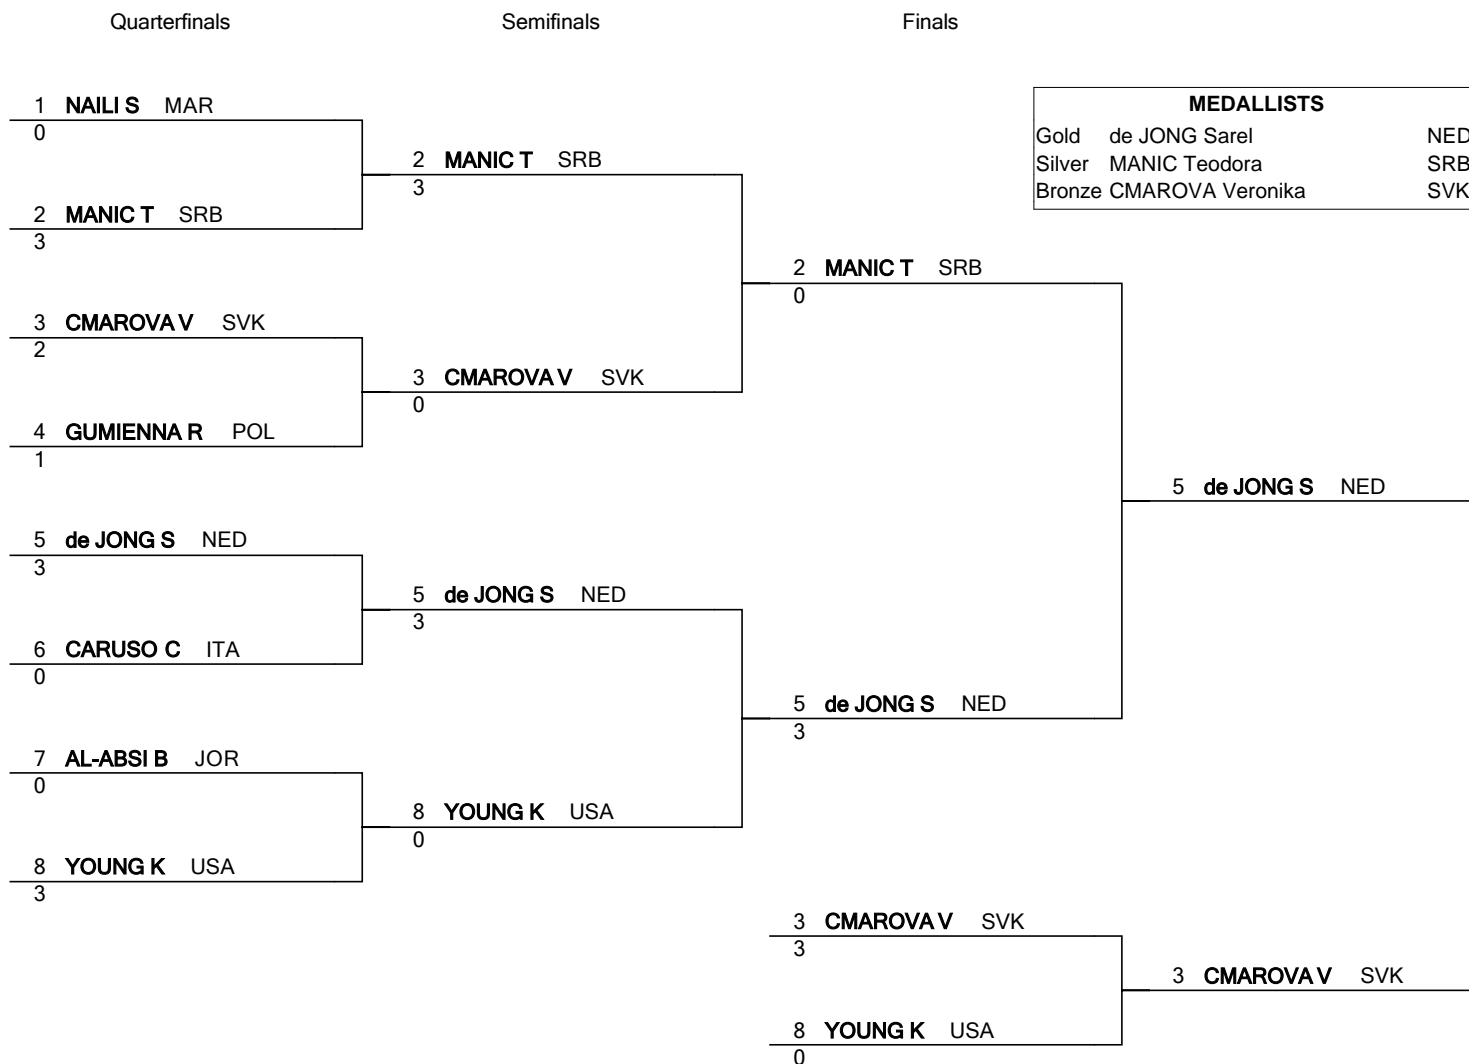 Quarterfinals Semifinals Finals
MEDALLISTS
Gold de JONG Sarel NED
Silver MANIC Teodora SRB
Bronze CMAROVA Veronika SVK
1 NAILI S MAR
0
2 MANIC T SRB
3
3 CMAROVA V SVK
2
4 GUMIENNA R POL
1
5 de JONG S NED
3
6 CARUSO C ITA
0
7 AL-ABSI B JOR
0
8 YOUNG K USA
3
2 MANIC T SRB
3
3 CMAROVA V SVK
0
5 de JONG S NED
3
8 YOUNG K USA
0
2 MANIC T SRB
0
5 de JONG S NED
3
5 de JONG S NED
3 CMAROVA V SVK
3
8 YOUNG K USA
0
3 CMAROVA V SVK